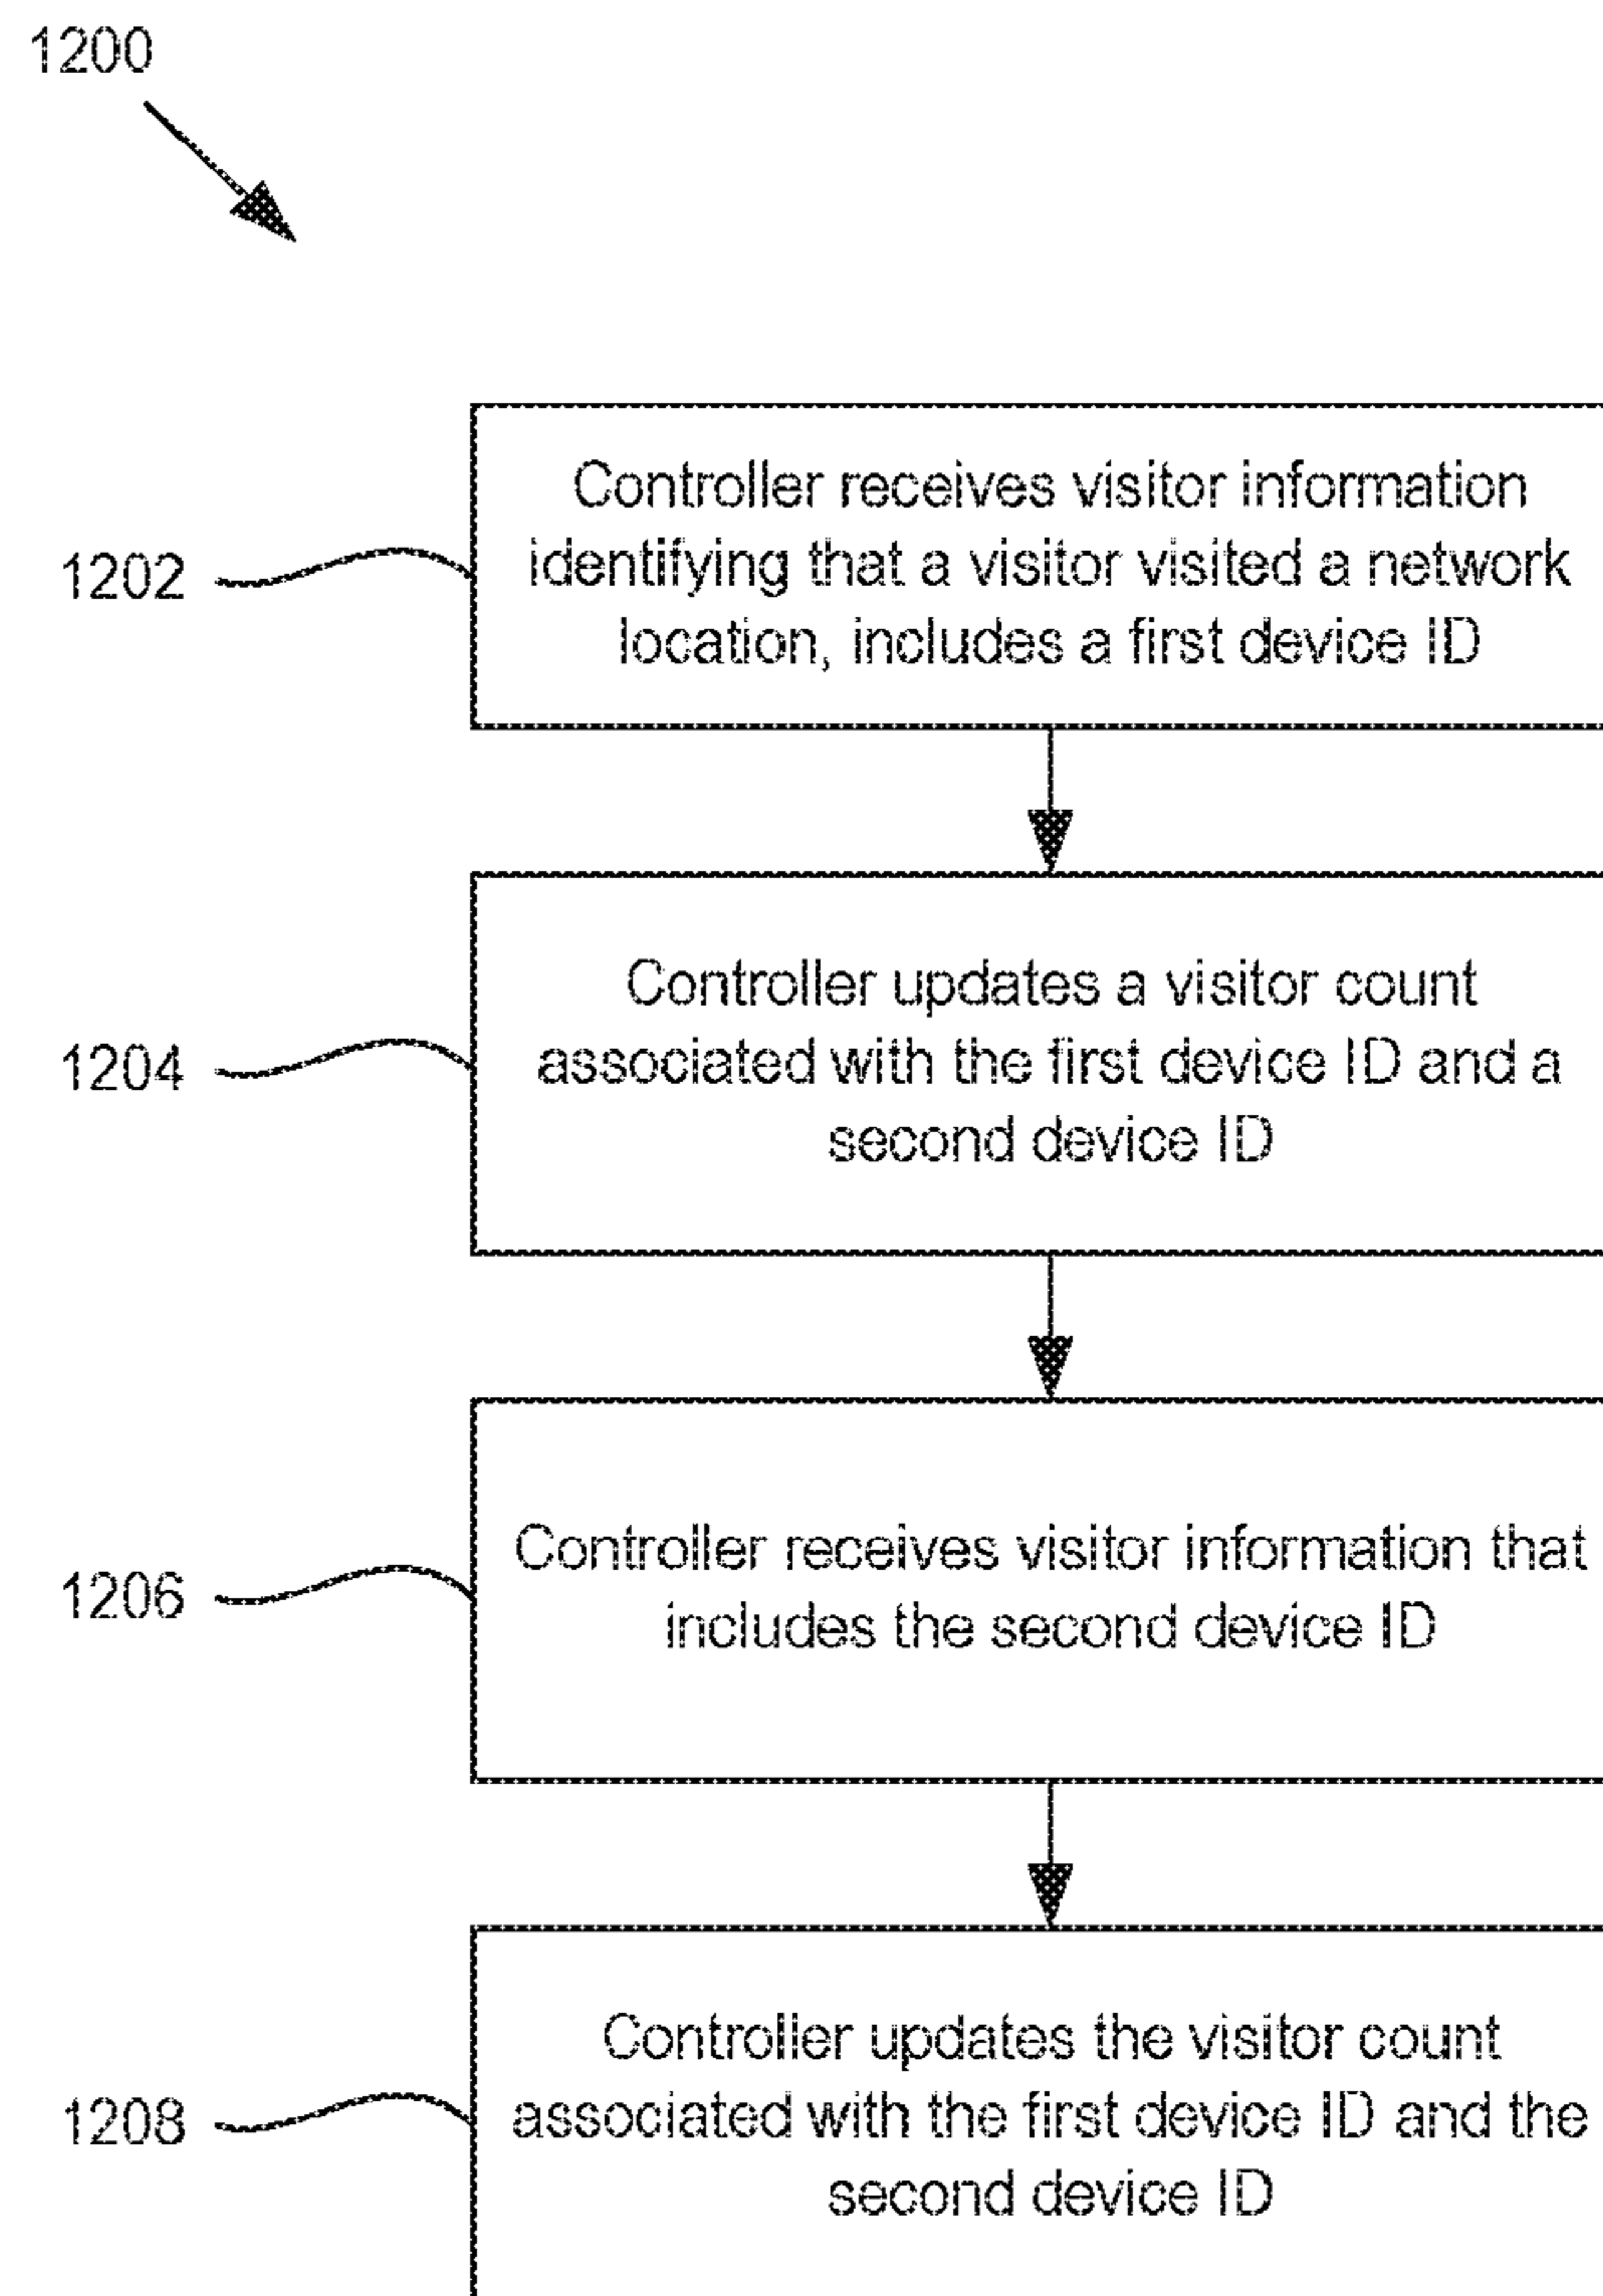 1200
Controller receives visitor information
identifying that a visitor visited a network
location, includes a first device ID
1202
Controller updates a visitor count
associated with the first device ID and a
second device ID
1204
Controller receives visitor information that
includes the second device ID
1206
Controller updates the visitor count
associated with the first device ID and the
second device ID
1208